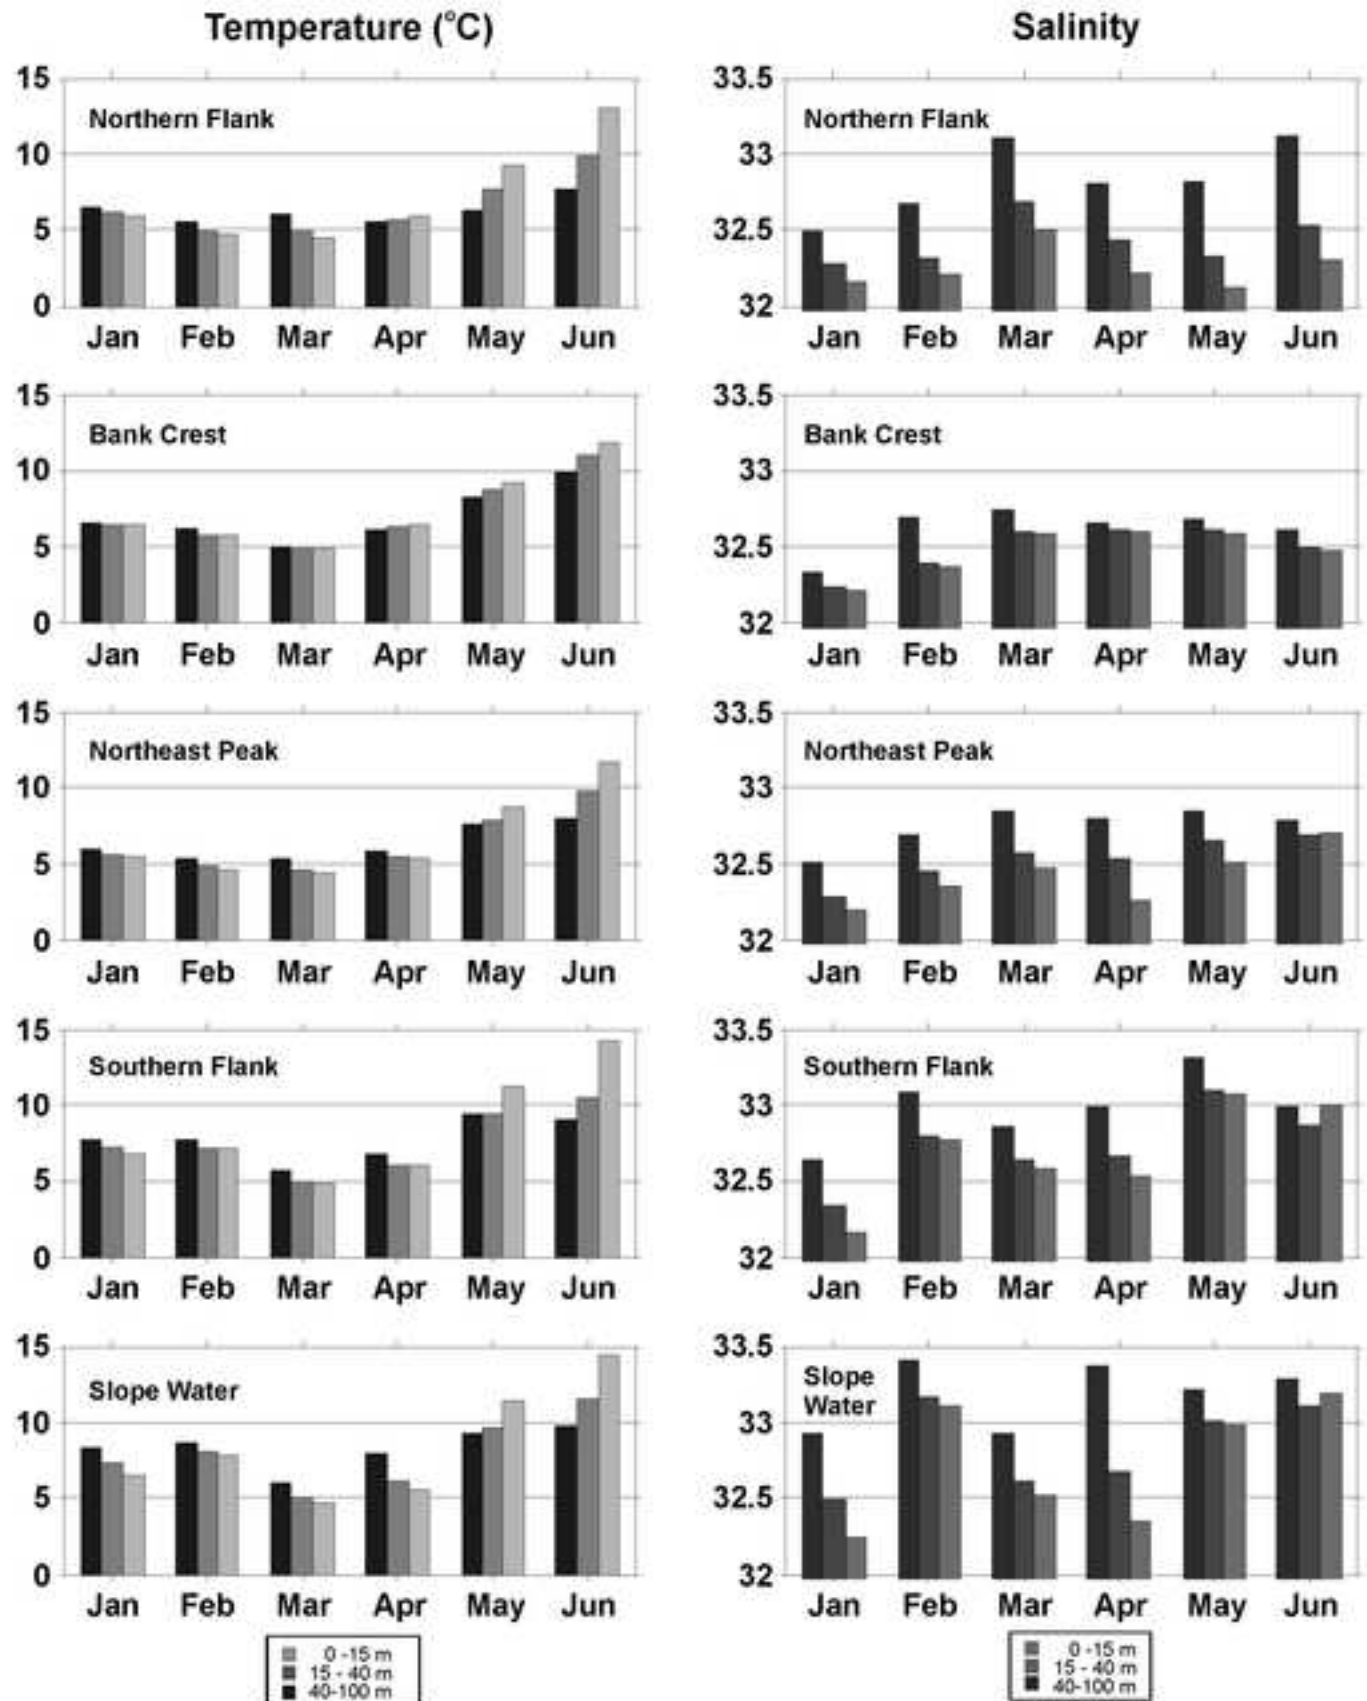 Temperature (°C)
15
Northern Flank
10
5
0
Jan Feb Mar Apr May Jun
15
Bank Crest
10
5
0
Jan Feb Mar Apr May Jun
15
Northeast Peak
10
5
0
Jan Feb Mar Apr May Jun
15
Southern Flank
10
5
0
Jan Feb Mar Apr May Jun
15
Slope Water
10
5
0
Jan Feb Mar Apr May Jun
0 -15 m
15 - 40 m
40-100 m
Salinity
33.5
Northern Flank
33
32.5
32
Jan Feb Mar Apr May Jun
33.5
Bank Crest
33
32.5
32
Jan Feb Mar Apr May Jun
33.5
Northeast Peak
33
32.5
32
Jan Feb Mar Apr May Jun
33.5
Southern Flank
33
32.5
32
Jan Feb Mar Apr May Jun
33.5
Slope
Water
33
32.5
32
Jan Feb Mar Apr May Jun
0 -15 m
15 - 40 m
40-100 m